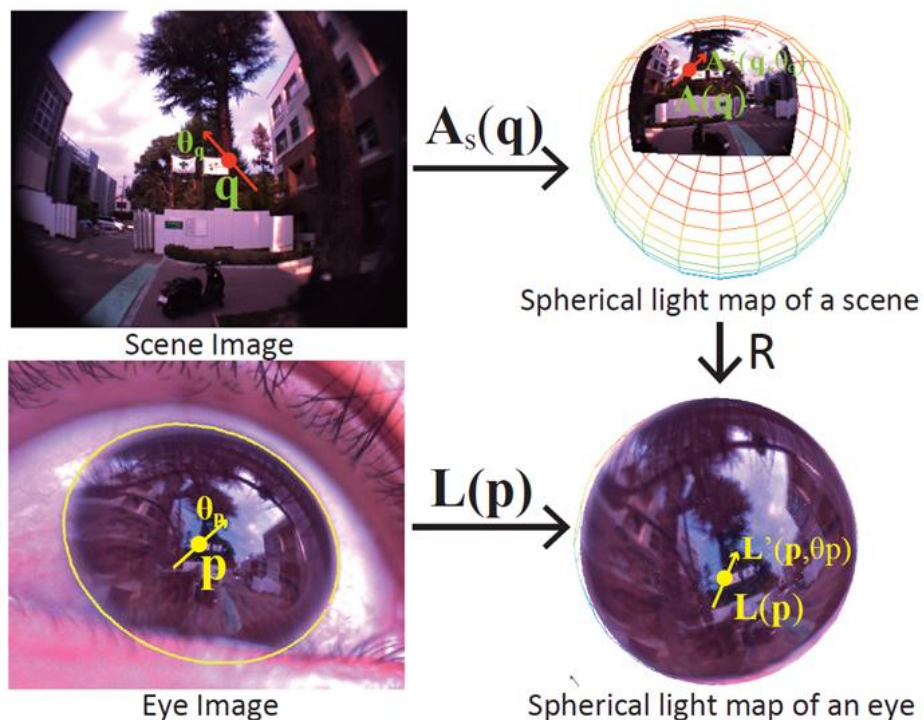 θq
q
As(q)
A'(q,θq)
A(q)
Scene Image
Spherical light map of a scene
R
θp
p
L(p)
L'(p,θp)
L(p)
Eye Image
Spherical light map of an eye